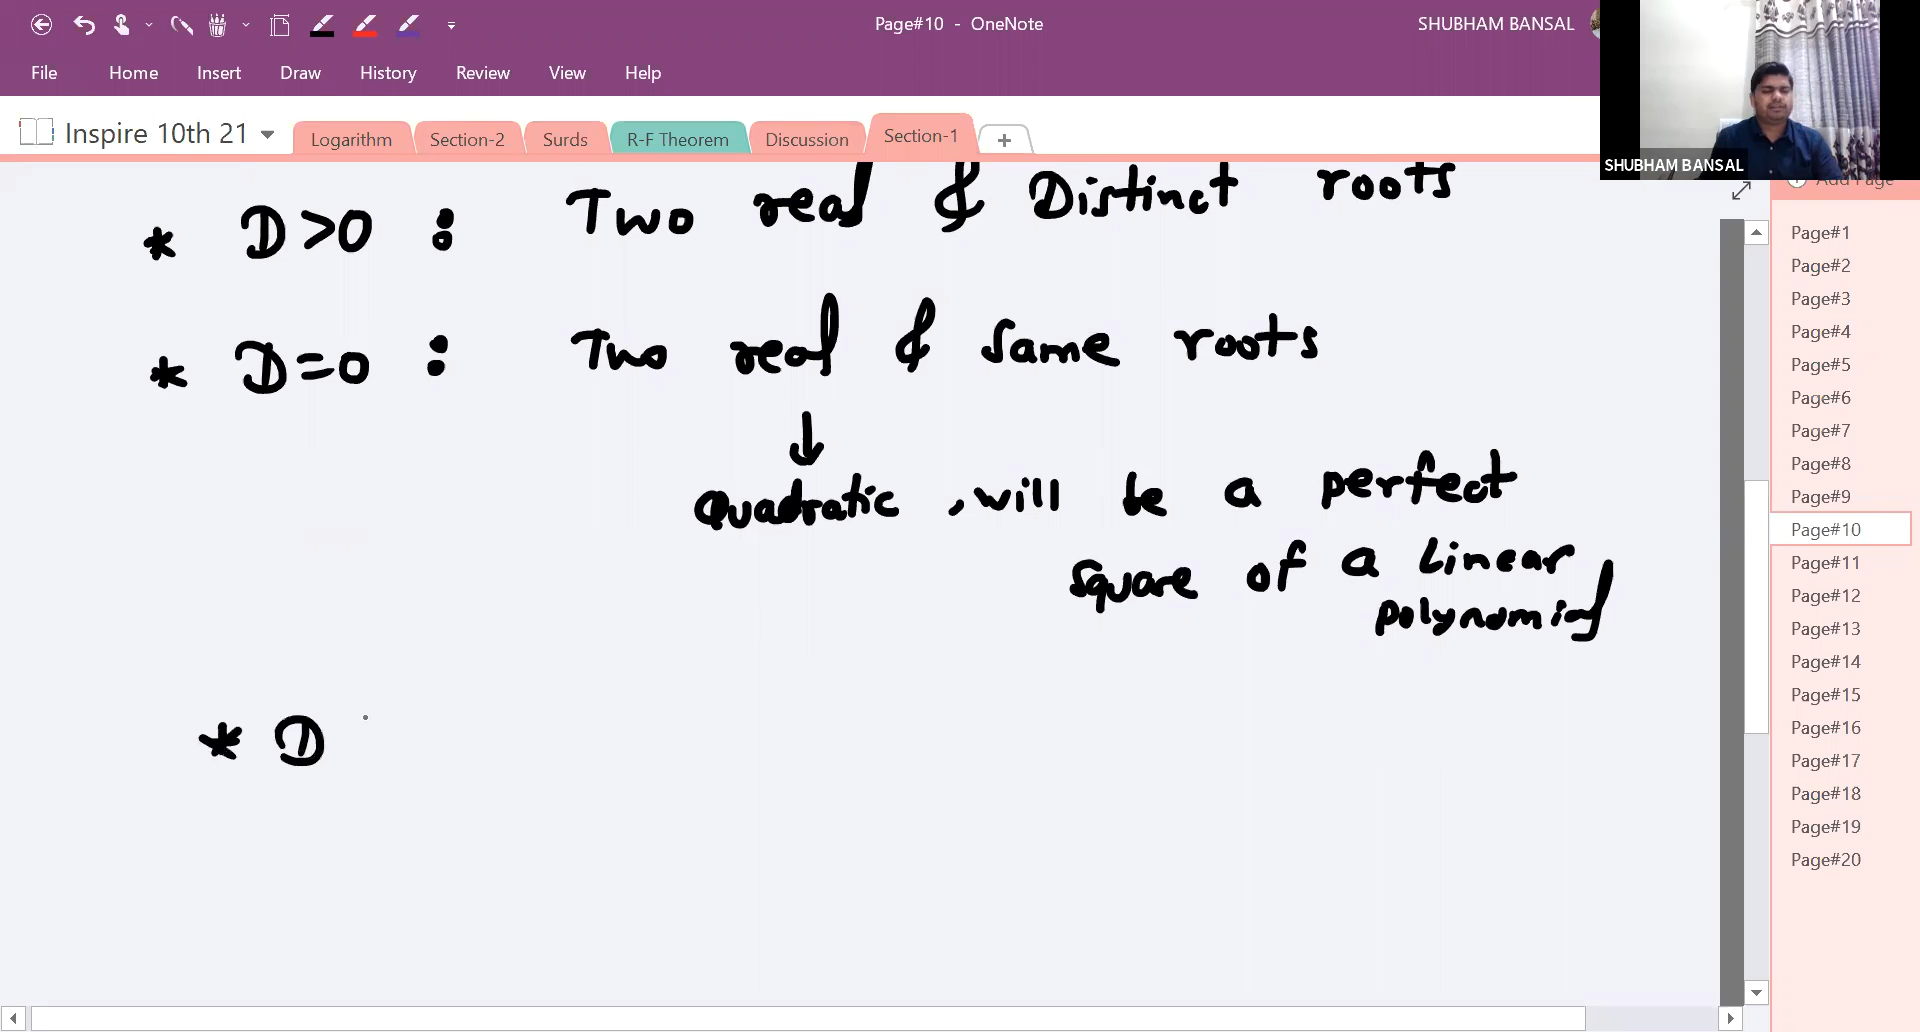 Page#10 - OneNote
SHUBHAM BANSAL
File Home Insert Draw History Review View Help
Inspire 10th 21
Logarithm Section-2 Surds R-F Theorem Discussion Section-1
SHUBHAM BANSAL
Add Page
* D>0 : Two real & Distinct roots
* D=0 : Two real & Same roots
↓
Quadratic, will be a perfect
square of a Linear
polynomial
* D
Page#1
Page#2
Page#3
Page#4
Page#5
Page#6
Page#7
Page#8
Page#9
Page#10
Page#11
Page#12
Page#13
Page#14
Page#15
Page#16
Page#17
Page#18
Page#19
Page#20